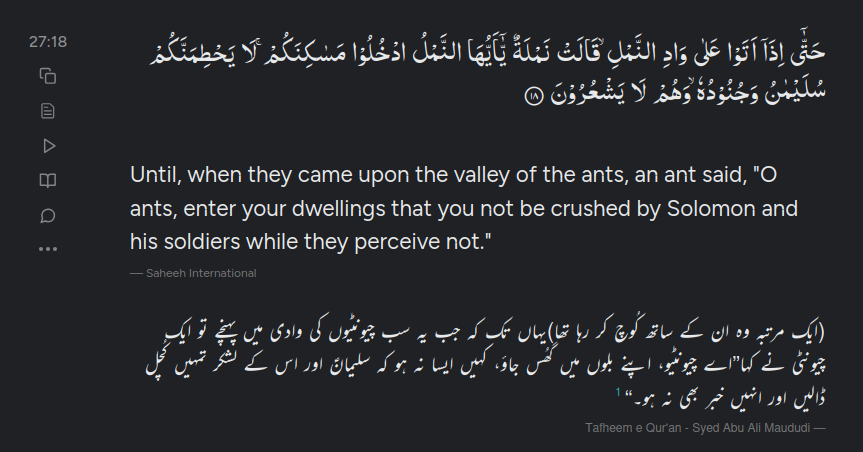 27:18
حَتّٰۤى اِذَاۤ اَتَوْا عَلٰى وَادِ النَّمْلِ ۙ قَالَتْ نَمْلَةٌ يّٰۤاَيُّهَا النَّمْلُ ادْخُلُوْا مَسٰكِنَكُمْ ۚ لَا يَحْطِمَنَّكُمْ
سُلَيْمٰنُ وَجُنُوْدُهٗ ۙ وَهُمْ لَا يَشْعُرُوْنَ ١٨
Until, when they came upon the valley of the ants, an ant said, "O
ants, enter your dwellings that you not be crushed by Solomon and
his soldiers while they perceive not."
— Saheeh International
(ایک مرتبہ وہ ان کے ساتھ کُوچ کر رہا تھا)یہاں تک کہ جب یہ سب چیونٹیوں کی وادی میں پہنچے تو ایک
چیونٹی نے کہا”اے چیونٹیو، اپنے بلوں میں گھُس جاوٴ، کہیں ایسا نہ ہو کہ سلیمانؑ اور اس کے لشکر تمہیں کُچل
ڈالیں اور انہیں خبر بھی نہ ہو۔“ 1
Tafheem e Qur'an - Syed Abu Ali Maududi —